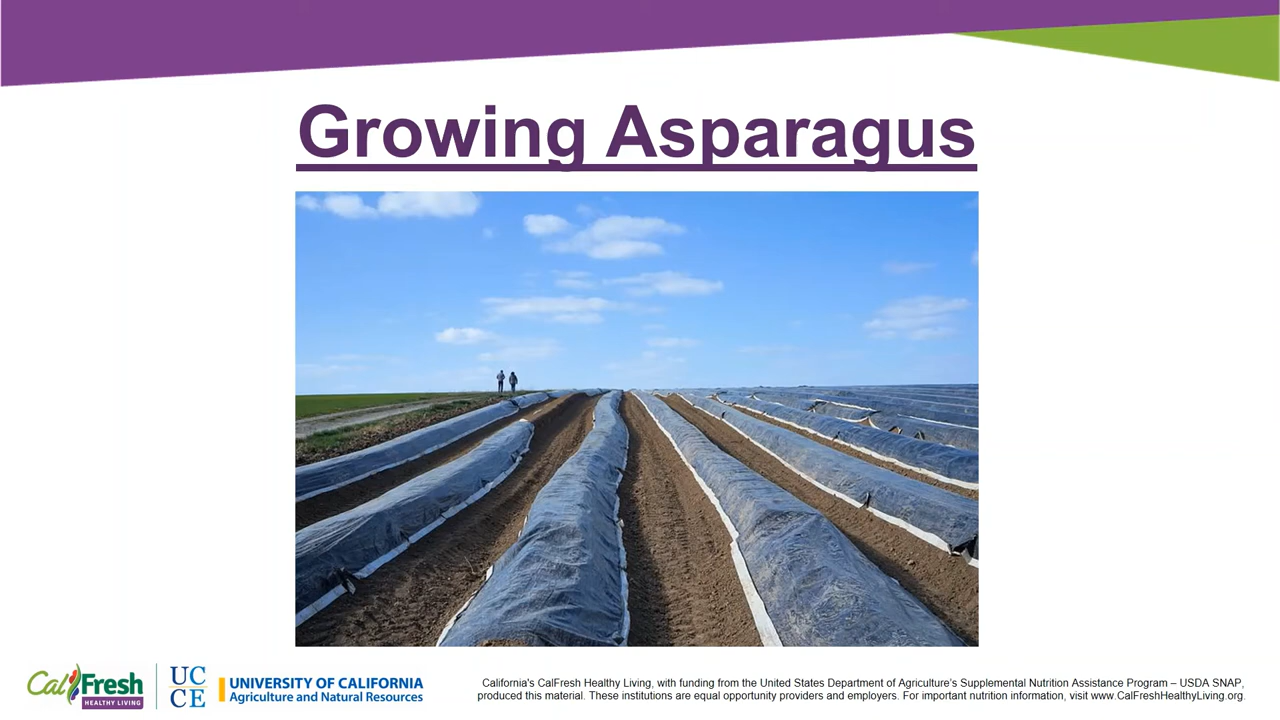 Growing Asparagus
CalFresh
HEALTHY LIVING
UC
CE
UNIVERSITY OF CALIFORNIA
Agriculture and Natural Resources
California's CalFresh Healthy Living, with funding from the United States Department of Agriculture's Supplemental Nutrition Assistance Program – USDA SNAP,
produced this material. These institutions are equal opportunity providers and employers. For important nutrition information, visit www.CalFreshHealthyLiving.org.